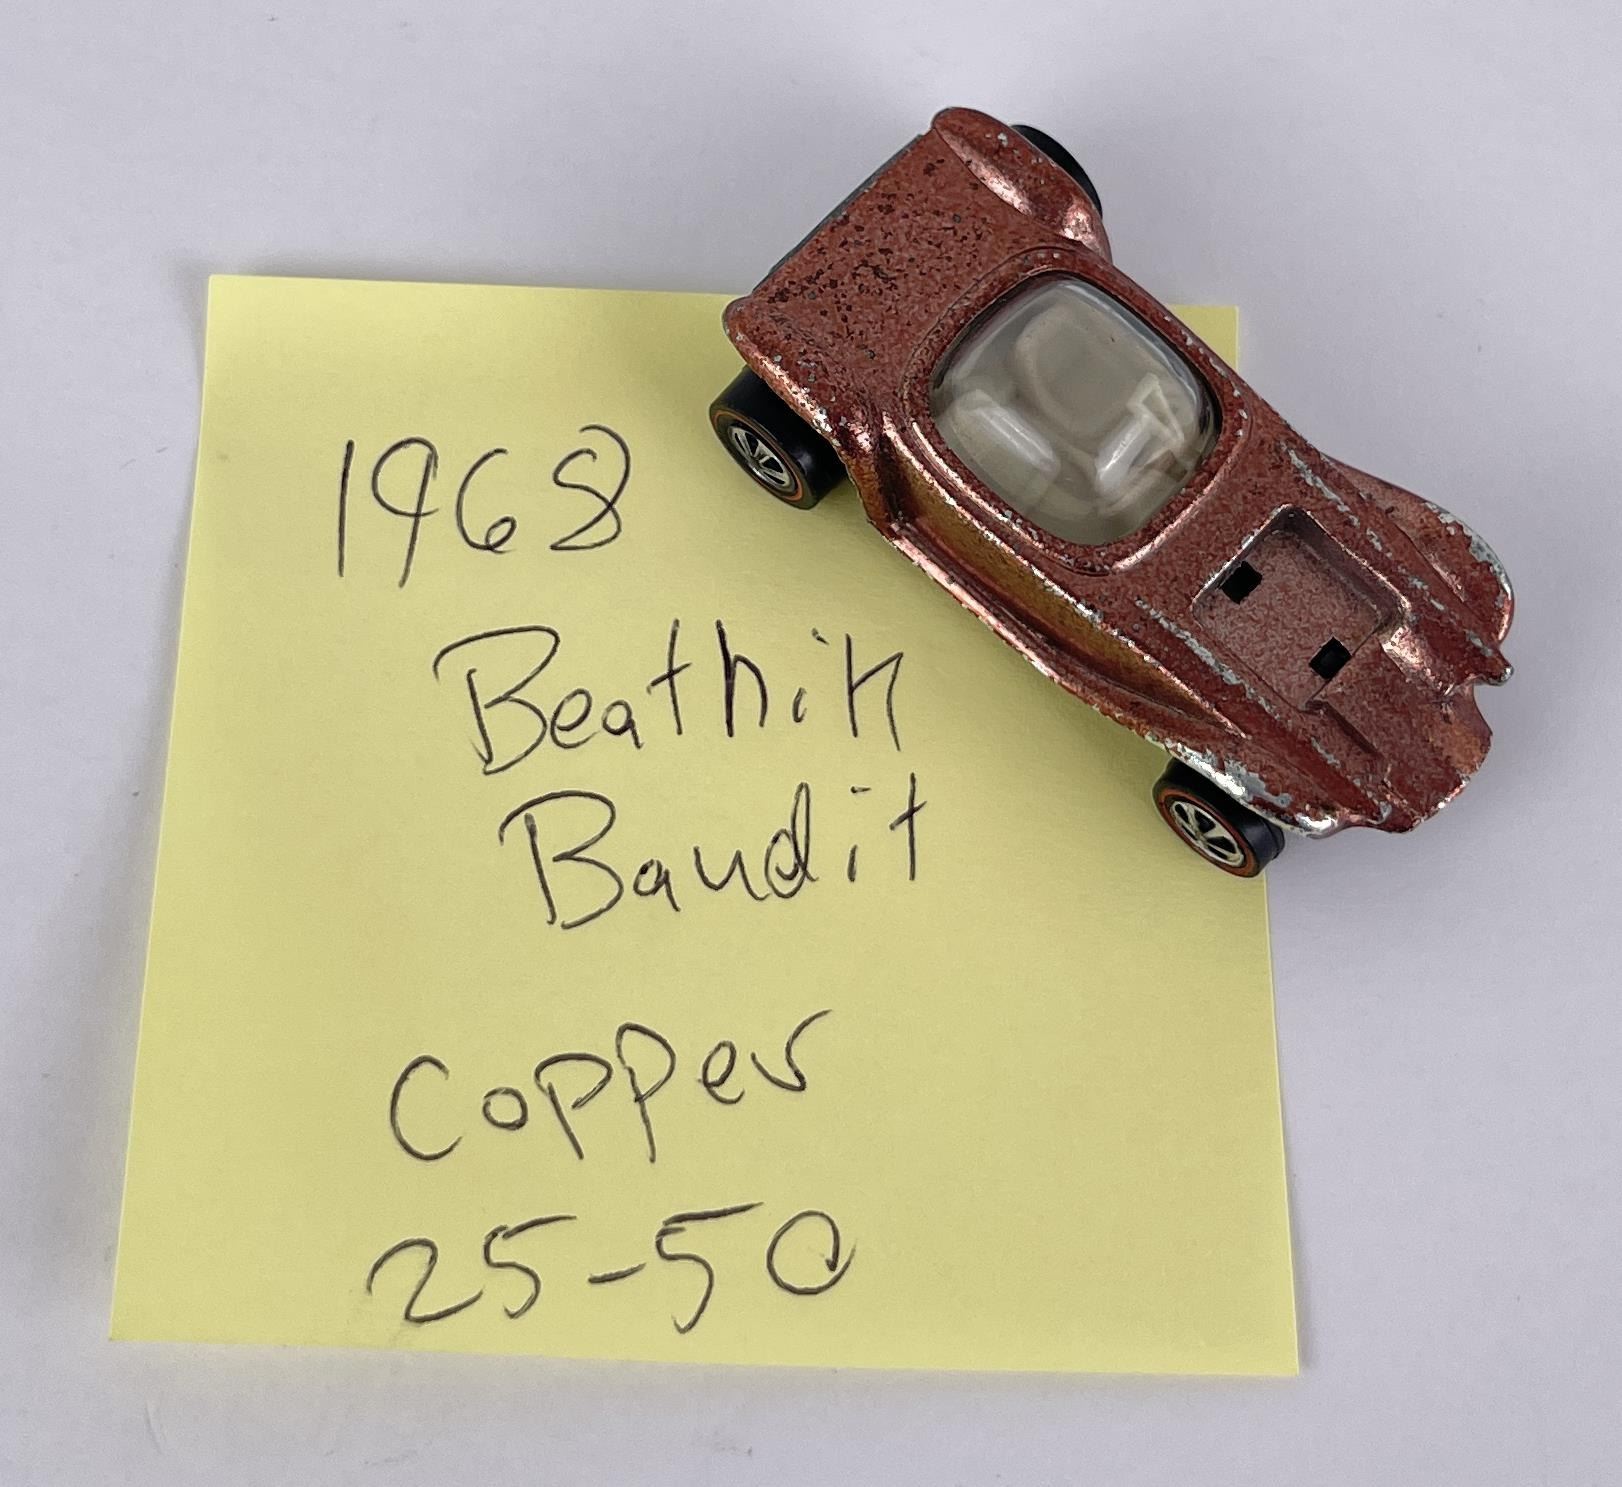 1968
Beatnik
Bandit
Copper
25-50